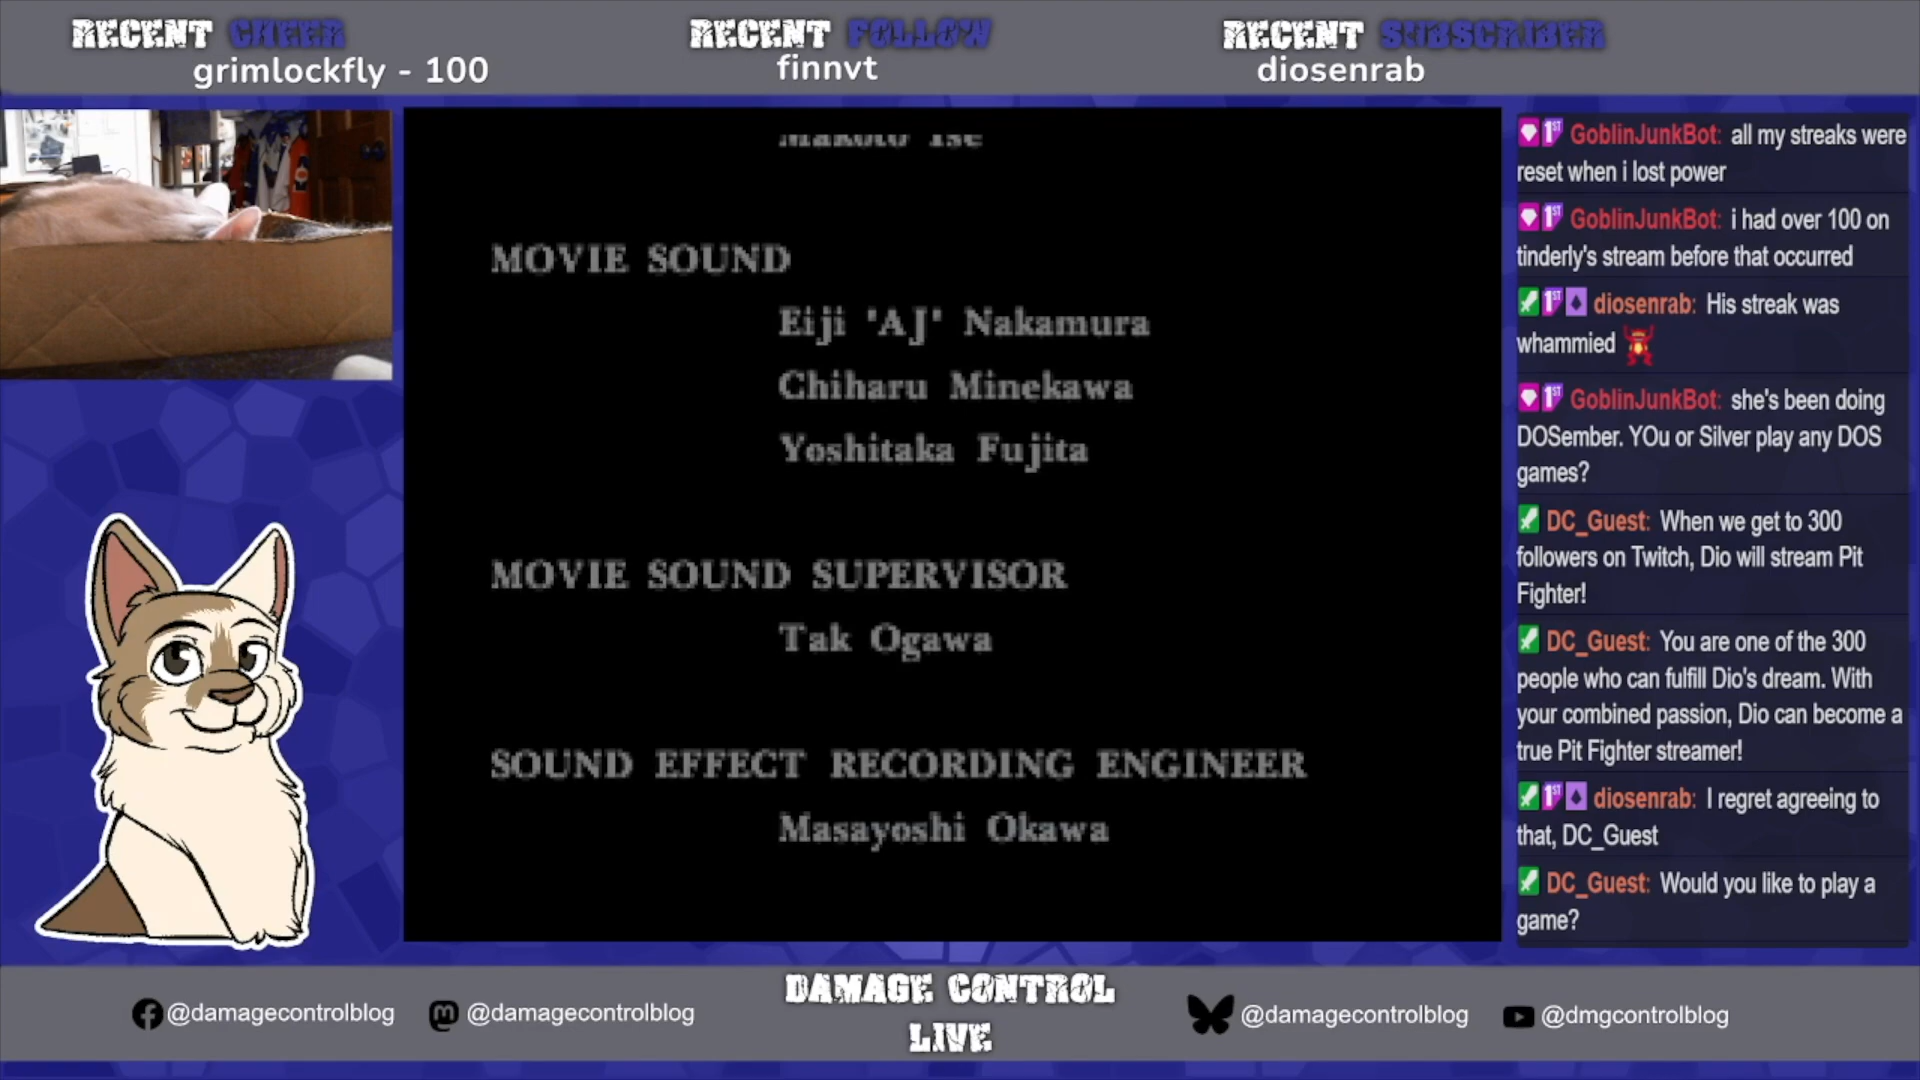 RECENT CHEER
grimlockfly - 100
RECENT FOLLOW
finnvt
RECENT SUBSCRIBER
diosenrab
Makoto Ise
MOVIE SOUND
Eiji 'AJ' Nakamura
Chiharu Minekawa
Yoshitaka Fujita
MOVIE SOUND SUPERVISOR
Tak Ogawa
SOUND EFFECT RECORDING ENGINEER
Masayoshi Okawa
GoblinJunkBot: all my streaks were
reset when i lost power
GoblinJunkBot: i had over 100 on
tinderly's stream before that occurred
diosenrab: His streak was
whammied
GoblinJunkBot: she's been doing
DOSember. YOu or Silver play any DOS
games?
DC_Guest: When we get to 300
followers on Twitch, Dio will stream Pit
Fighter!
DC_Guest: You are one of the 300
people who can fulfill Dio's dream. With
your combined passion, Dio can become a
true Pit Fighter streamer!
diosenrab: I regret agreeing to
that, DC_Guest
DC_Guest: Would you like to play a
game?
@damagecontrolblog
@damagecontrolblog
DAMAGE CONTROL
LIVE
@damagecontrolblog
@dmgcontrolblog